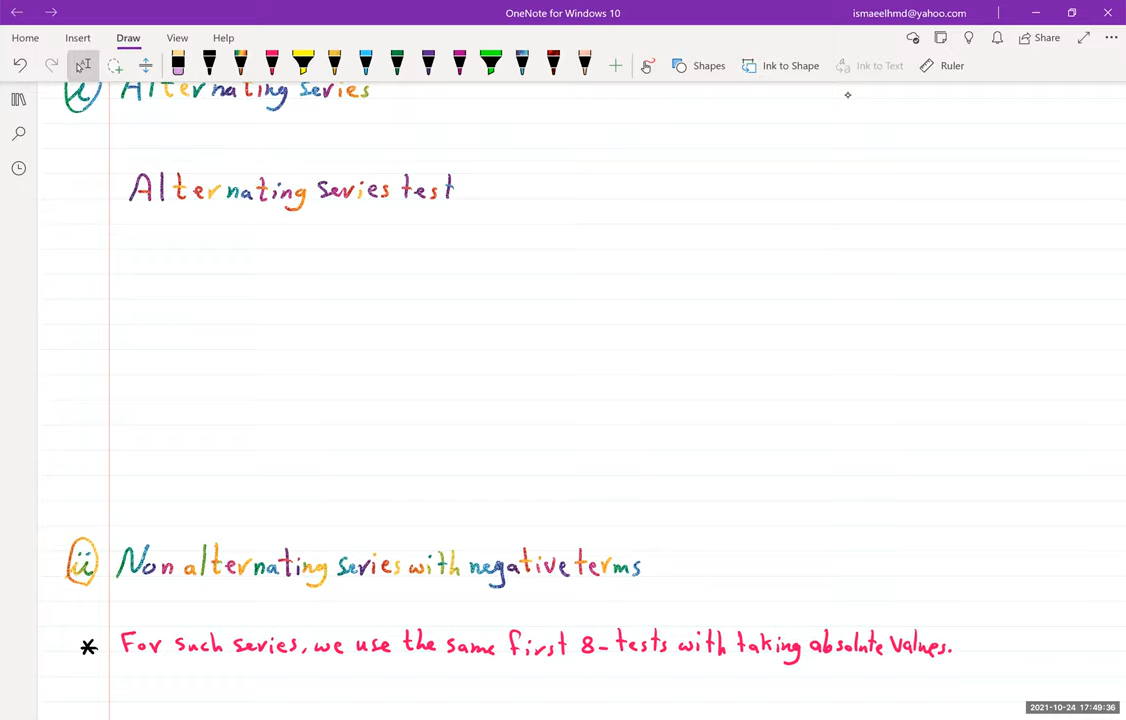 OneNote for Windows 10
ismaeelhmd@yahoo.com
Home Insert Draw View Help
Share
Shapes Ink to Shape Ink to Text Ruler
i Alternating Series
Alternating series test
ii Non alternating series with negative terms
* For such series, we use the same first 8-tests with taking absolute values.
2021-10-24 17:49:36